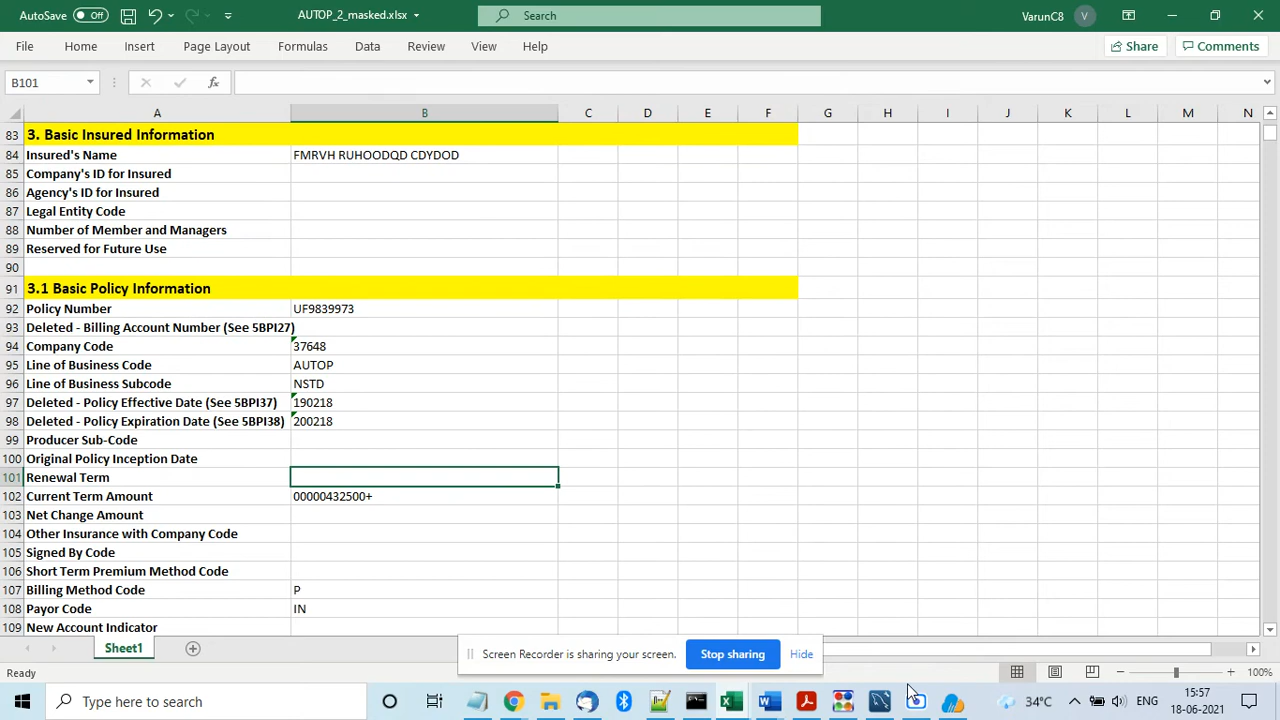 AutoSave Off AUTOP_2_masked.xlsx Search VarunC8 V
File Home Insert Page Layout Formulas Data Review View Help Share Comments
B101 fx
A B C D E F G H I J K L M N
83 3. Basic Insured Information
84 Insured's Name FMRVH RUHOODQD CDYDOD
85 Company's ID for Insured
86 Agency's ID for Insured
87 Legal Entity Code
88 Number of Member and Managers
89 Reserved for Future Use
90
91 3.1 Basic Policy Information
92 Policy Number UF9839973
93 Deleted - Billing Account Number (See 5BPI27)
94 Company Code 37648
95 Line of Business Code AUTOP
96 Line of Business Subcode NSTD
97 Deleted - Policy Effective Date (See 5BPI37) 190218
98 Deleted - Policy Expiration Date (See 5BPI38) 200218
99 Producer Sub-Code
100 Original Policy Inception Date
101 Renewal Term
102 Current Term Amount 00000432500+
103 Net Change Amount
104 Other Insurance with Company Code
105 Signed By Code
106 Short Term Premium Method Code
107 Billing Method Code P
108 Payor Code IN
109 New Account Indicator
Sheet1
Screen Recorder is sharing your screen. Stop sharing Hide
Ready 100%
Type here to search 34°C ENG 15:57 18-06-2021